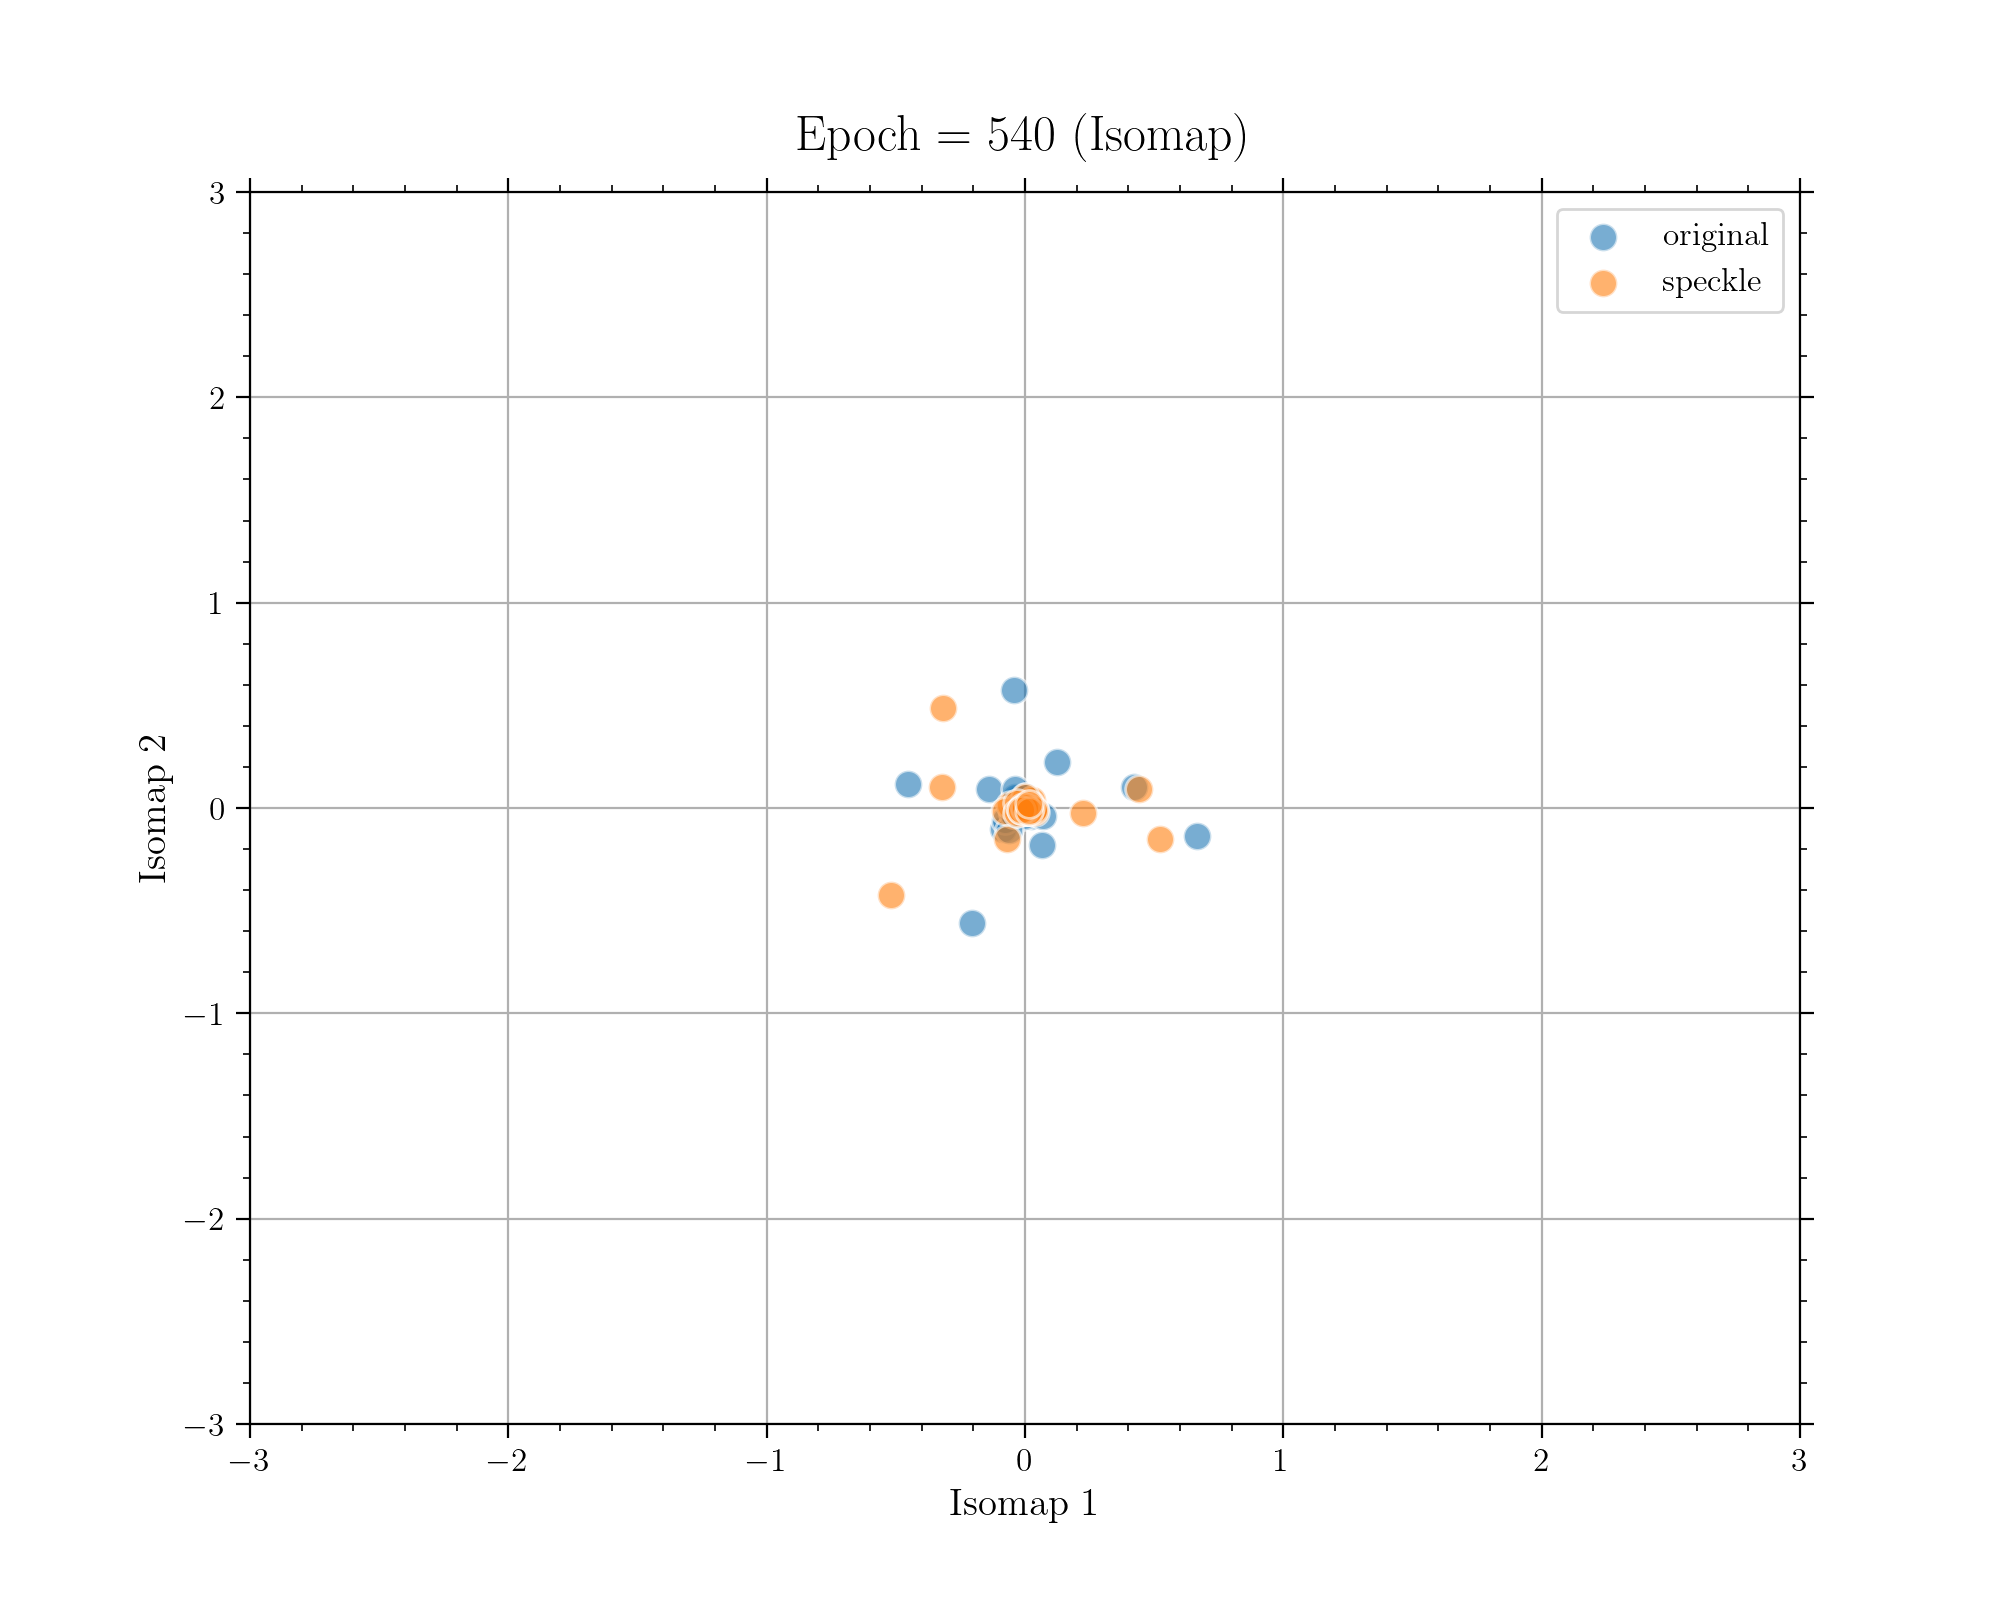 Epoch = 540 (Isomap)
original
speckle
3
2
1
0
−1
−2
−3
Isomap 2
−3
−2
−1
0
1
2
3
Isomap 1